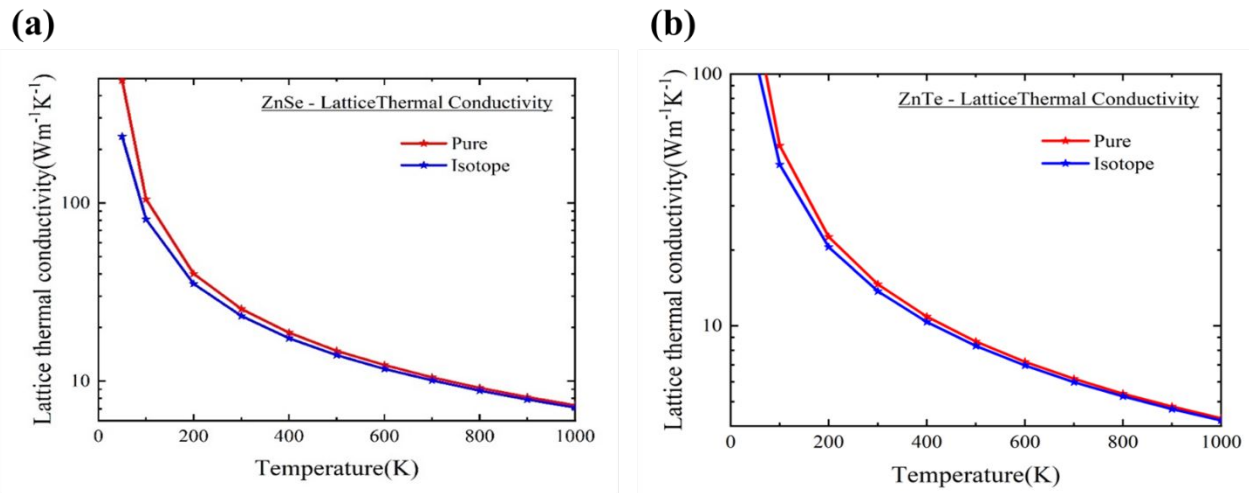 (a)
Lattice thermal conductivity(Wm⁻¹K⁻¹)
ZnSe - LatticeThermal Conductivity
Pure
Isotope
100
10
0 200 400 600 800 1000
Temperature(K)
(b)
Lattice thermal conductivity(Wm⁻¹K⁻¹)
ZnTe - LatticeThermal Conductivity
Pure
Isotope
100
10
0 200 400 600 800 1000
Temperature(K)